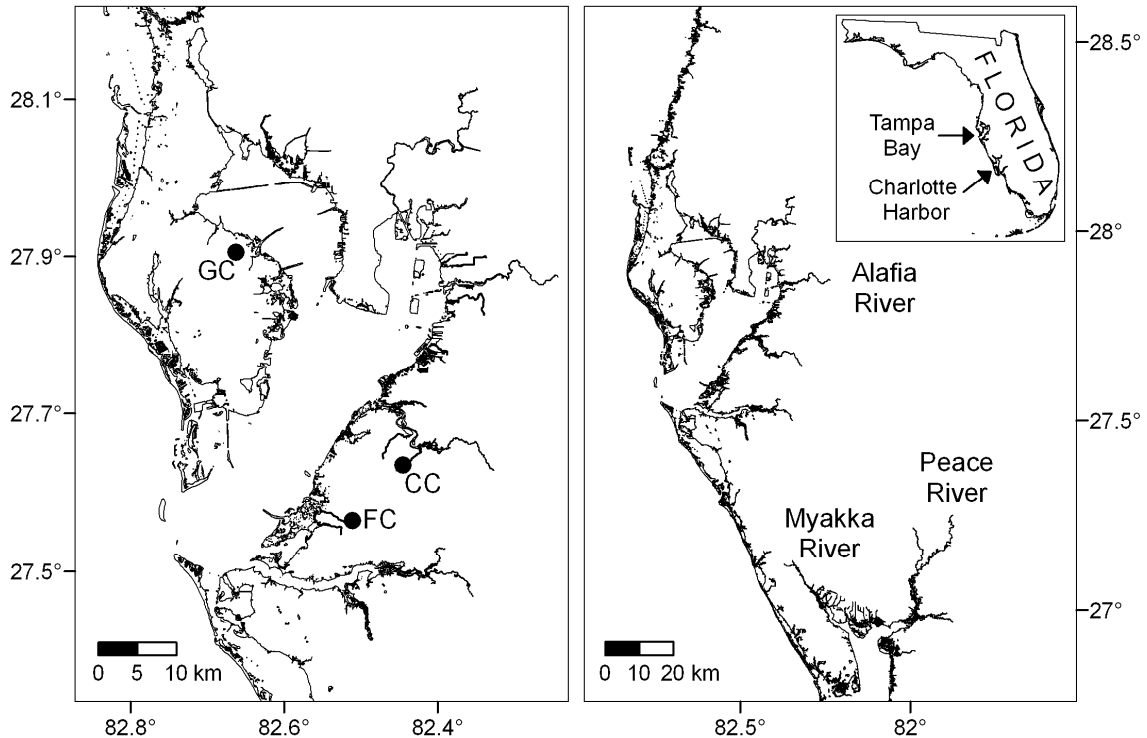 28.1°
27.9°
27.7°
27.5°
GC
CC
FC
0 5 10 km
82.8° 82.6° 82.4°
FLORIDA
Tampa
Bay
Charlotte
Harbor
Alafia
River
Peace
River
Myakka
River
28.5°
28°
27.5°
27°
0 10 20 km
82.5° 82°